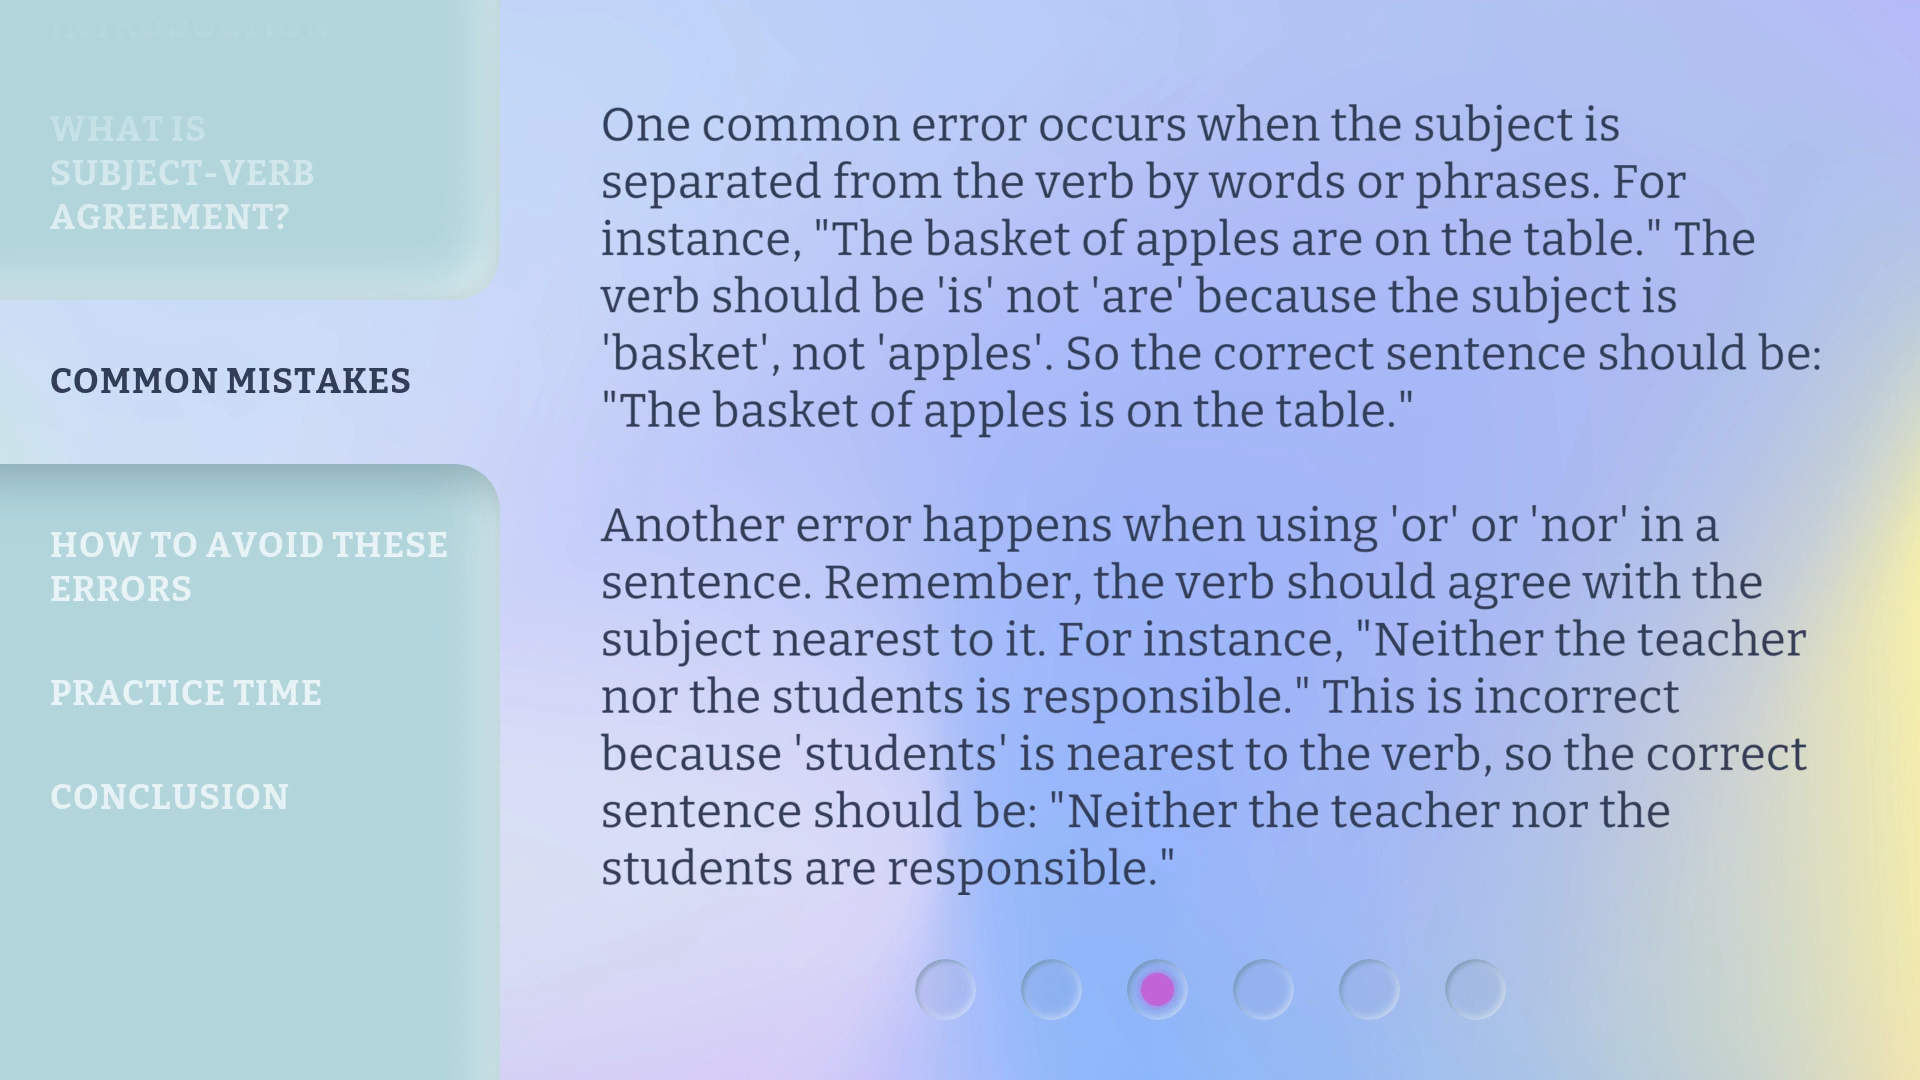 INTRODUCTION
WHAT IS
SUBJECT-VERB
AGREEMENT?
COMMON MISTAKES
HOW TO AVOID THESE
ERRORS
PRACTICE TIME
CONCLUSION
One common error occurs when the subject is
separated from the verb by words or phrases. For
instance, "The basket of apples are on the table." The
verb should be 'is' not 'are' because the subject is
'basket', not 'apples'. So the correct sentence should be:
"The basket of apples is on the table."
Another error happens when using 'or' or 'nor' in a
sentence. Remember, the verb should agree with the
subject nearest to it. For instance, "Neither the teacher
nor the students is responsible." This is incorrect
because 'students' is nearest to the verb, so the correct
sentence should be: "Neither the teacher nor the
students are responsible."